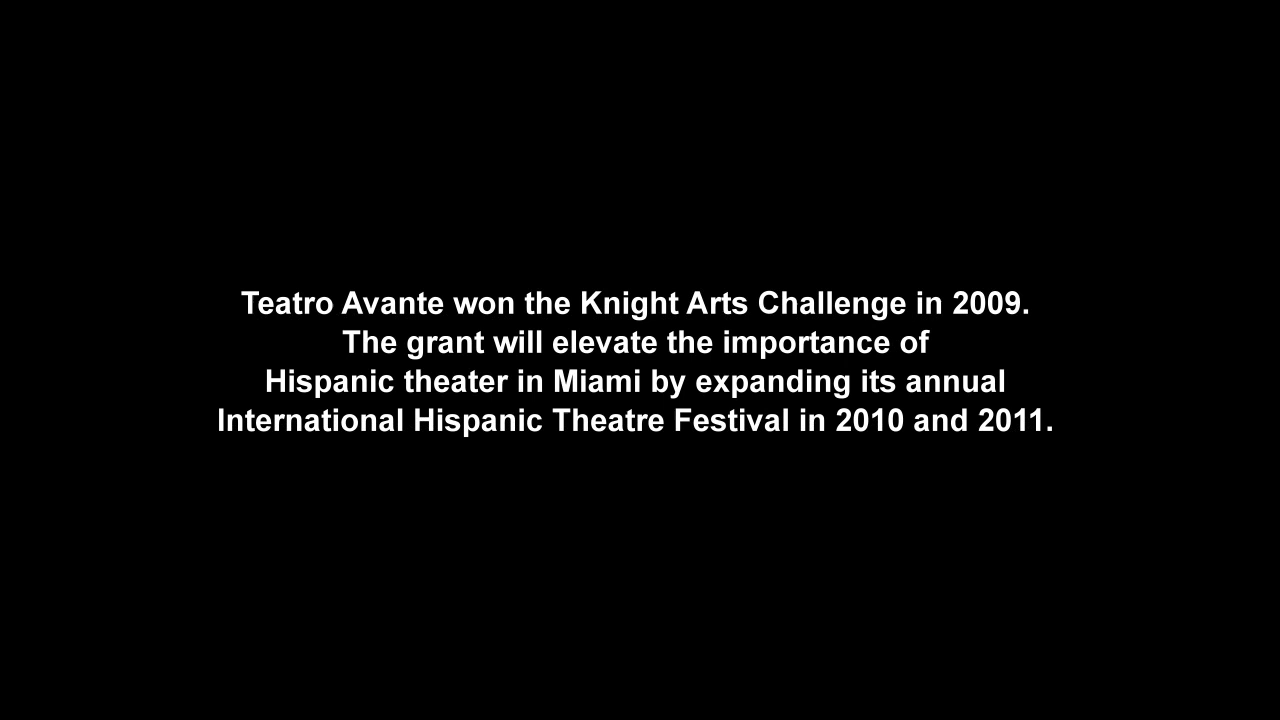 Teatro Avante won the Knight Arts Challenge in 2009.
The grant will elevate the importance of
Hispanic theater in Miami by expanding its annual
International Hispanic Theatre Festival in 2010 and 2011.